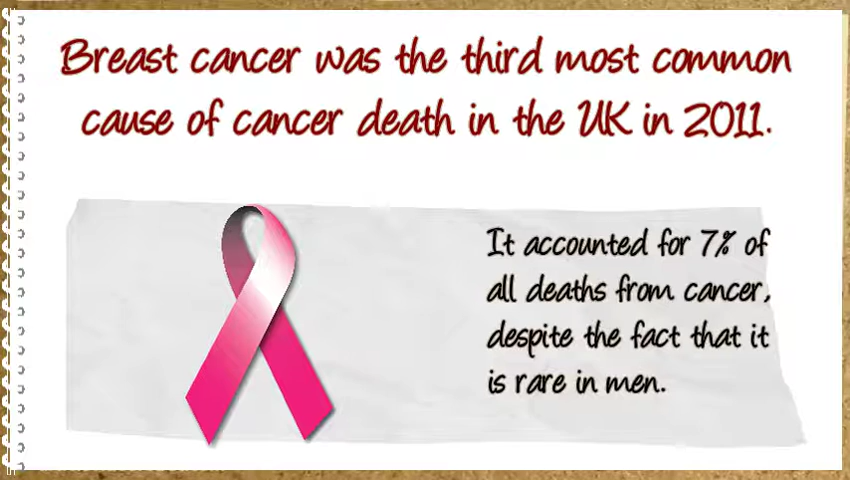 Breast cancer was the third most common
cause of cancer death in the UK in 2011.
It accounted for 7% of
all deaths from cancer,
despite the fact that it
is rare in men.